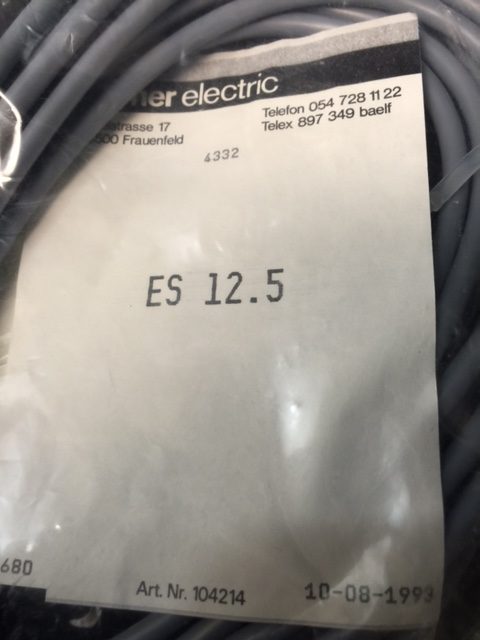 ner electric
strasse 17
Telefon 054 728 11 22
500 Frauenfeld
Telex 897 349 baelf
4332
ES 12.5
680
Art. Nr. 104214
10-08-1993